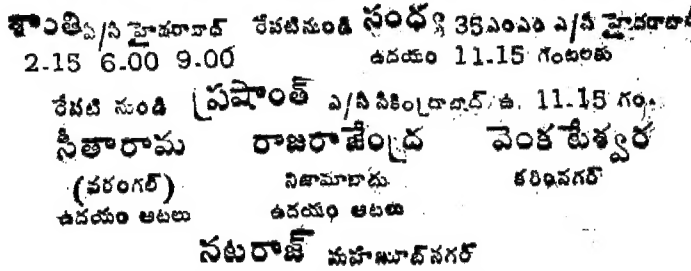 శాంతి ఎ/సి హైదరాబాద్ రేపటినుండి సంధ్య 35ఎంఎం ఎ/సి హైదరాబాద్
2-15 6.00 9.00 ఉదయం 11.15 గంటలకు
రేపటి నుండి ప్రషాంత్ ఎ/సి సికింద్రాబాద్ ఉ. 11.15 గం.
సీతారామ రాజరాజేంద్ర వెంకటేశ్వర
(వరంగల్) నిజామాబాదు కరీంనగర్
ఉదయం ఆటలు ఉదయం ఆటలు
నటరాజ్ మహబూబ్ నగర్